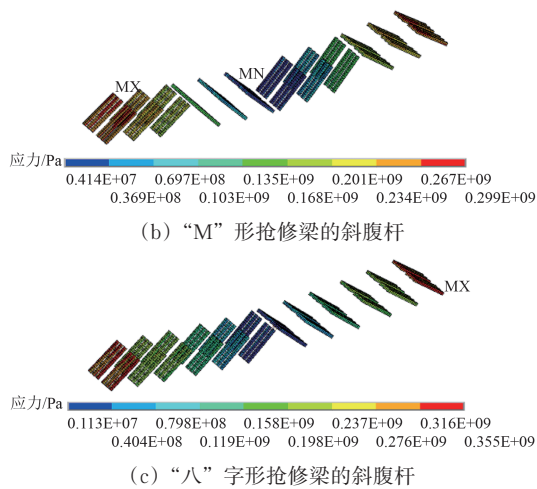 MX
MN
应力/Pa
0.414E+07 0.697E+08 0.135E+09 0.201E+09 0.267E+09
0.369E+08 0.103E+09 0.168E+09 0.234E+09 0.299E+09
(b)“M”形抢修梁的斜腹杆
MX
应力/Pa
0.113E+07 0.798E+08 0.158E+09 0.237E+09 0.316E+09
0.404E+08 0.119E+09 0.198E+09 0.276E+09 0.355E+09
(c)“八”字形抢修梁的斜腹杆